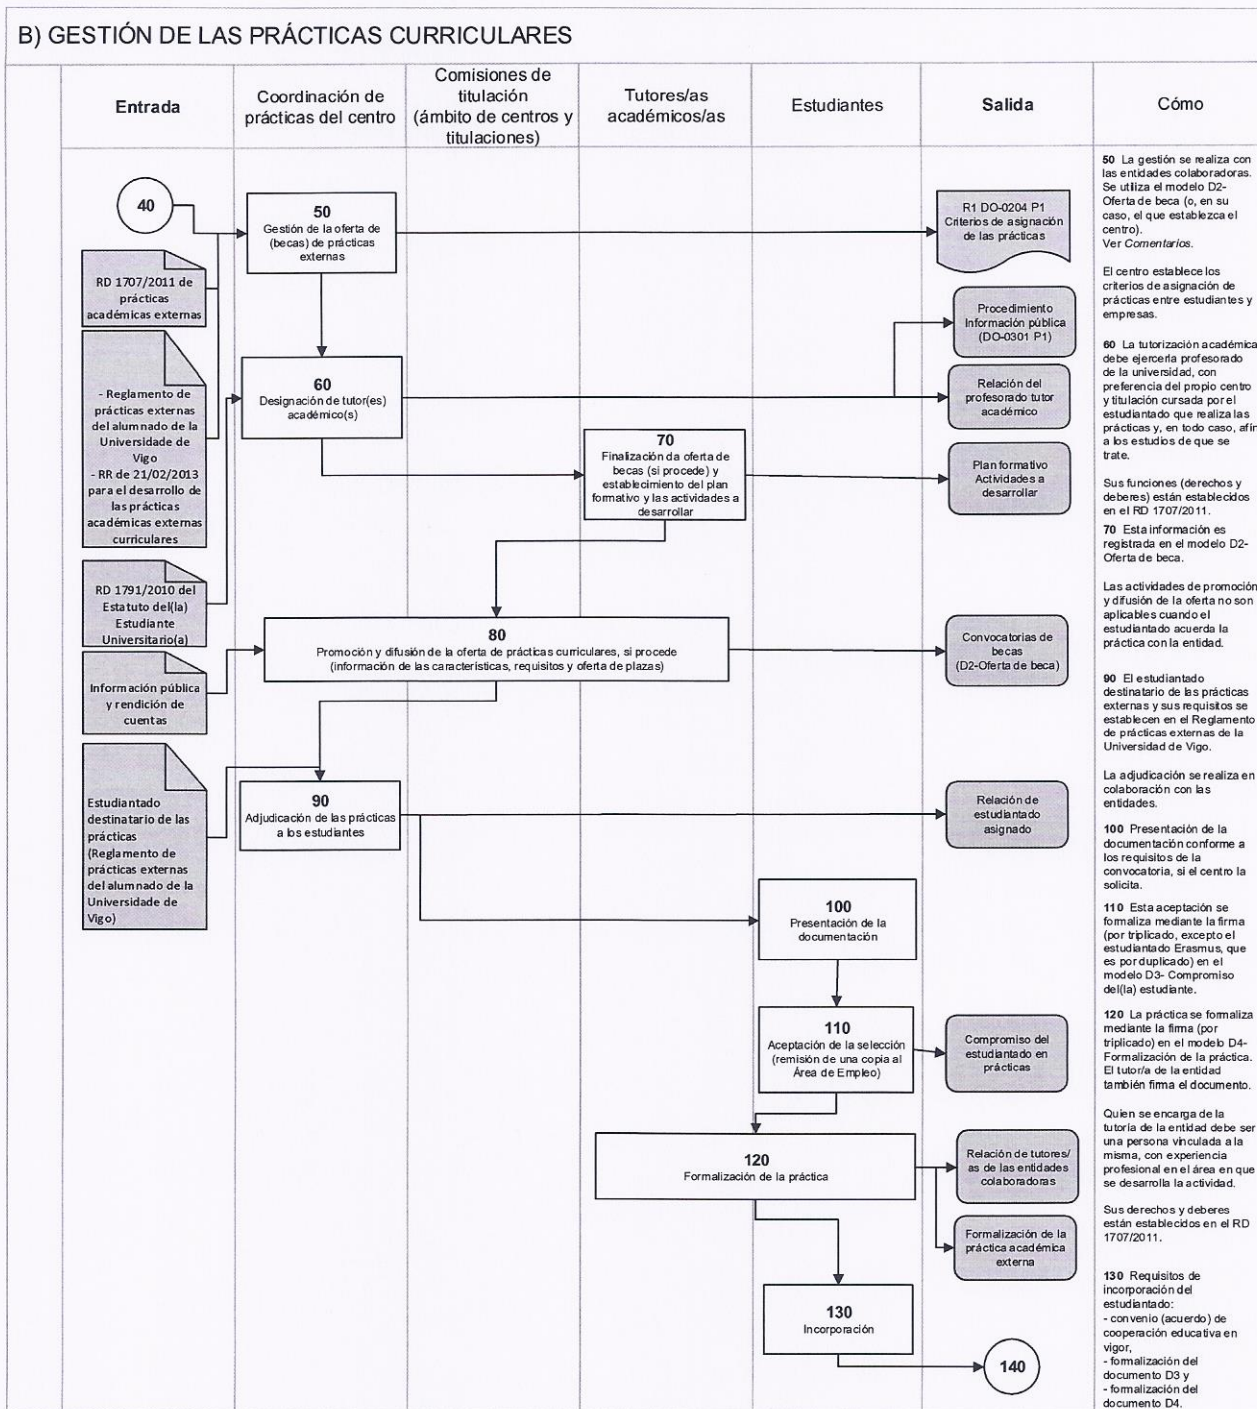 B) GESTIÓN DE LAS PRÁCTICAS CURRICULARES
Entrada
Coordinación de
prácticas del centro
Comisiones de
titulación
(ámbito de centros y
titulaciones)
Tutores/as
académicos/as
Estudiantes
Salida
Cómo
40
RD 1707/2011 de
prácticas
académicas externas
- Reglamento de
prácticas externas
del alumnado de la
Universidade de
Vigo
- RR de 21/02/2013
para el desarrollo de
las prácticas
académicas externas
curriculares
RD 1791/2010 del
Estatuto del(la)
Estudiante
Universitario(a)
Información pública
y rendición de
cuentas
Estudiantado
destinatario de las
prácticas
(Reglamento de
prácticas externas
del alumnado de la
Universidade de
Vigo)
50
Gestión de la oferta de
(becas) de prácticas
externas
60
Designación de tutor(es)
académico(s)
70
Finalización da oferta de
becas (si procede) y
establecimiento del plan
formativo y las actividades a
desarrollar
80
Promoción y difusión de la oferta de prácticas curriculares, si procede
(información de las características, requisitos y oferta de plazas)
90
Adjudicación de las prácticas
a los estudiantes
100
Presentación de la
documentación
110
Aceptación de la selección
(remisión de una copia al
Área de Empleo)
120
Formalización de la práctica
130
Incorporación
R1 DO-0204 P1
Criterios de asignación
de las prácticas
Procedimiento
Información pública
(DO-0301 P1)
Relación del
profesorado tutor
académico
Plan formativo
Actividades a
desarrollar
Convocatorias de
becas
(D2-Oferta de beca)
Relación de
estudiantado
asignado
Compromiso del
estudiantado en
prácticas
Relación de tutores/
as de las entidades
colaboradoras
Formalización de la
práctica académica
externa
140
50 La gestión se realiza con
las entidades colaboradoras.
Se utiliza el modelo D2-
Oferta de beca (o, en su
caso, el que establezca el
centro).
Ver Comentarios.
El centro establece los
criterios de asignación de
prácticas entre estudiantes y
empresas.
60 La tutorización académica
debe ejercerla profesorado
de la universidad, con
preferencia del propio centro
y titulación cursada por el
estudiantado que realiza las
prácticas y, en todo caso, afín
a los estudios de que se
trate.
Sus funciones (derechos y
deberes) están establecidos
en el RD 1707/2011.
70 Esta información es
registrada en el modelo D2-
Oferta de beca.
Las actividades de promoción
y difusión de la oferta no son
aplicables cuando el
estudiantado acuerda la
práctica con la entidad.
90 El estudiantado
destinatario de las prácticas
externas y sus requisitos se
establecen en el Reglamento
de prácticas externas de la
Universidad de Vigo.
La adjudicación se realiza en
colaboración con las
entidades.
100 Presentación de la
documentación conforme a
los requisitos de la
convocatoria, si el centro la
solicita.
110 Esta aceptación se
formaliza mediante la firma
(por triplicado, excepto el
estudiantado Erasmus, que
es por duplicado) en el
modelo D3- Compromiso
del(la) estudiante.
120 La práctica se formaliza
mediante la firma (por
triplicado) en el modelo D4-
Formalización de la práctica.
El tutor/a de la entidad
también firma el documento.
Quien se encarga de la
tutoría de la entidad debe ser
una persona vinculada a la
misma, con experiencia
profesional en el área en que
se desarrolla la actividad.
Sus derechos y deberes
están establecidos en el RD
1707/2011.
130 Requisitos de
incorporación del
estudiantado:
- convenio (acuerdo) de
cooperación educativa en
vigor,
- formalización del
documento D3 y
- formalización del
documento D4.